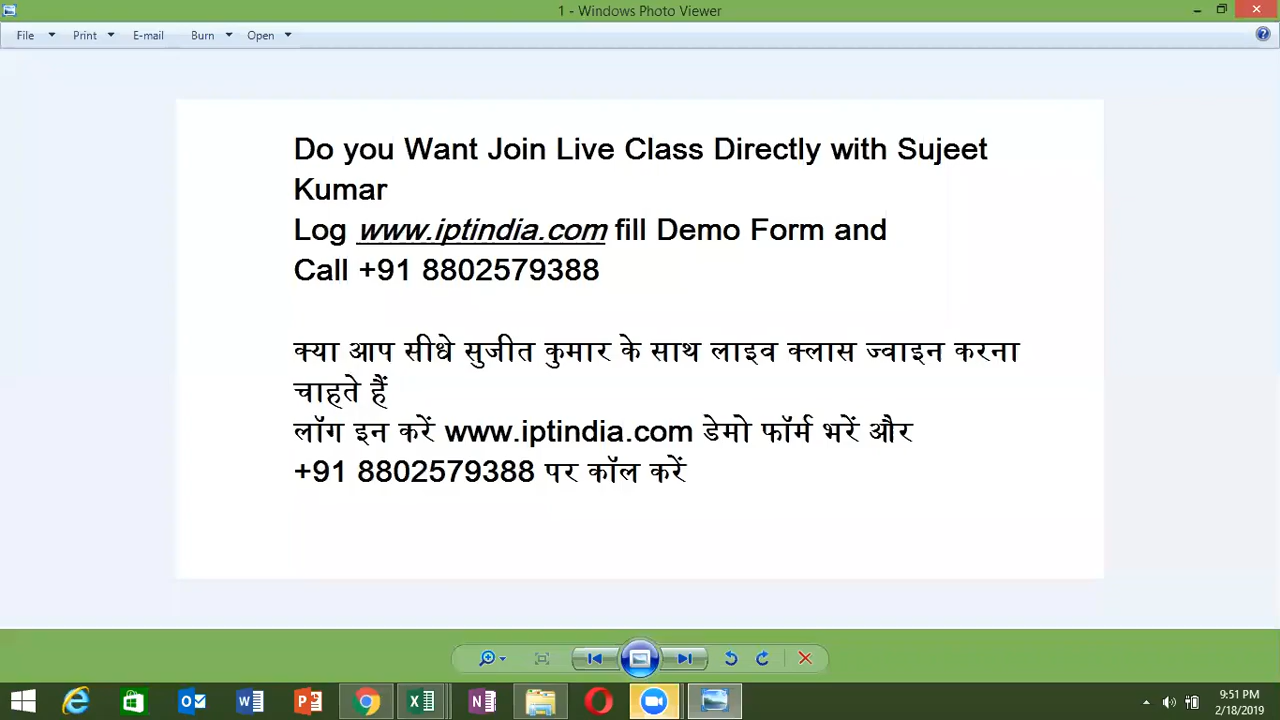 1 - Windows Photo Viewer
File Print E-mail Burn Open
Do you Want Join Live Class Directly with Sujeet
Kumar
Log www.iptindia.com fill Demo Form and
Call +91 8802579388
क्या आप सीधे सुजीत कुमार के साथ लाइव क्लास ज्वाइन करना
चाहते हैं
लॉग इन करें www.iptindia.com डेमो फॉर्म भरें और
+91 8802579388 पर कॉल करें
9:51 PM
2/18/2019